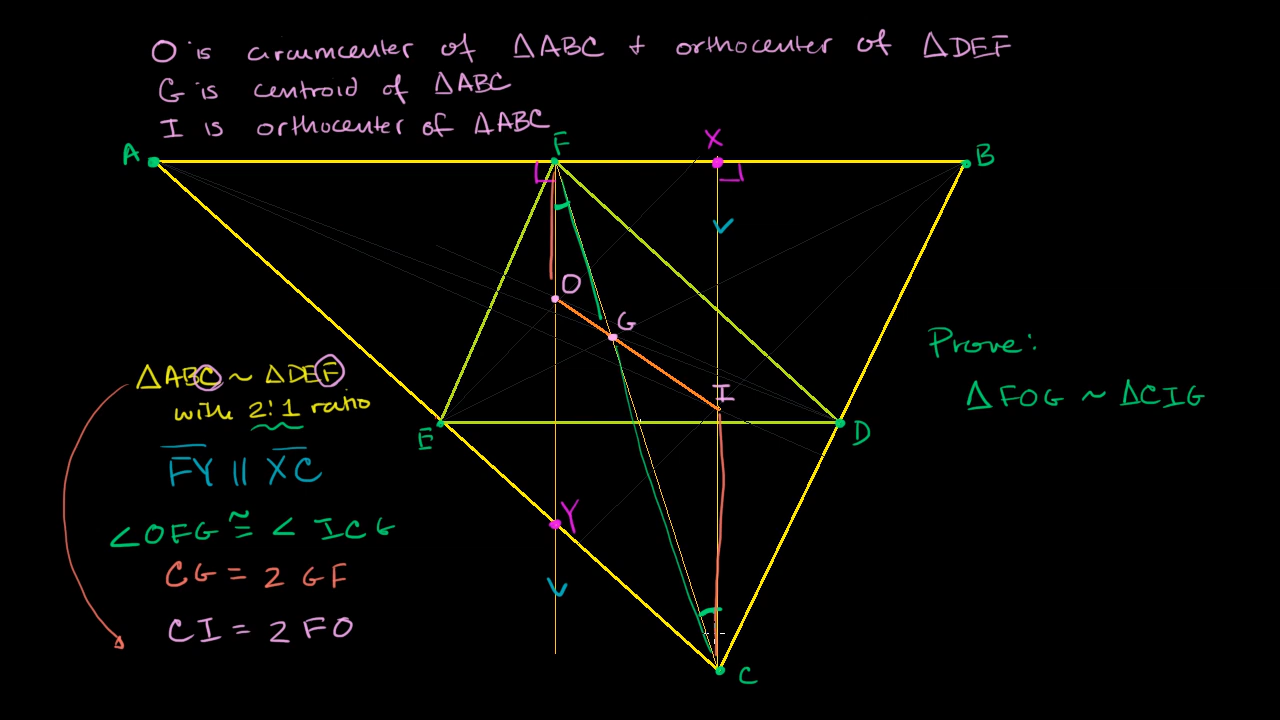 O is circumcenter of ΔABC + orthocenter of ΔDEF
G is centroid of ΔABC
I is orthocenter of ΔABC
A
F
X
B
O
G
I
E
D
Y
C
ΔABC ~ ΔDEF
with 2:1 ratio
FY || XC
∠OFG ≅ ∠ICG
CG = 2 GF
CI = 2 FO
Prove:
ΔFOG ~ ΔCIG